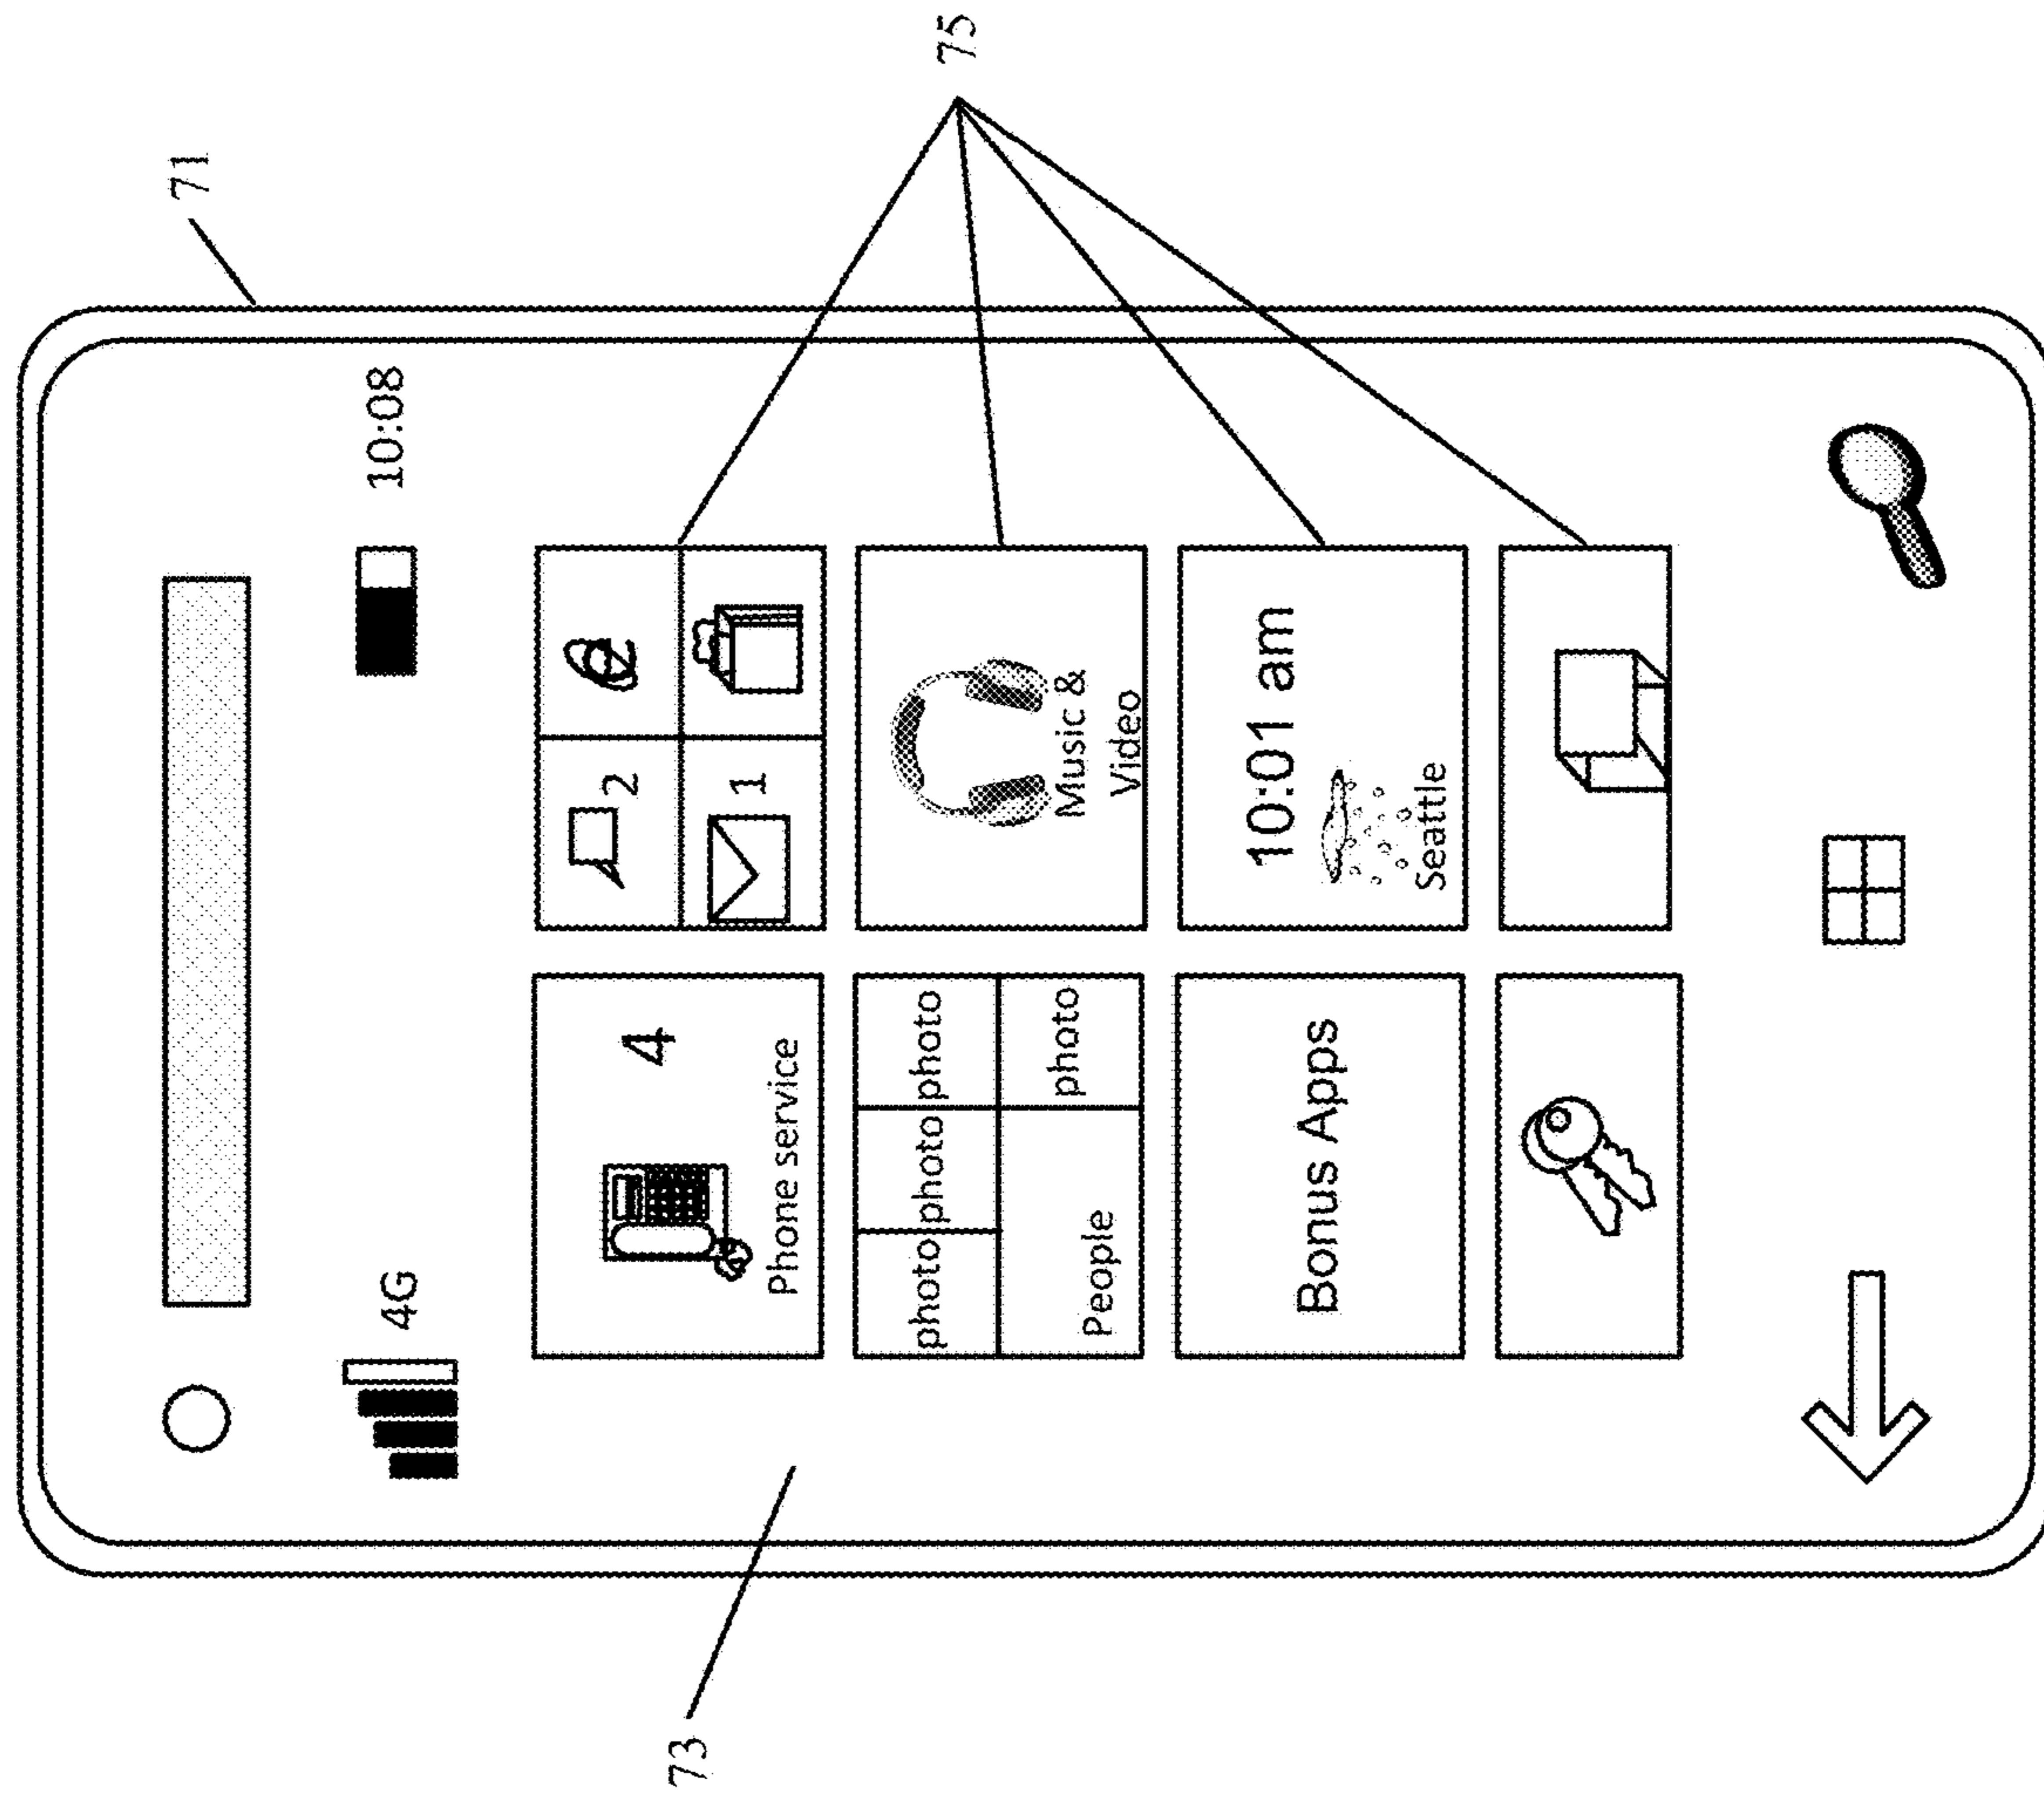 71
4G
10:08
75
4
Phone service
2
1
photo
photo
photo
People
photo
Music &
Video
Bonus Apps
10:01 am
Seattle
73